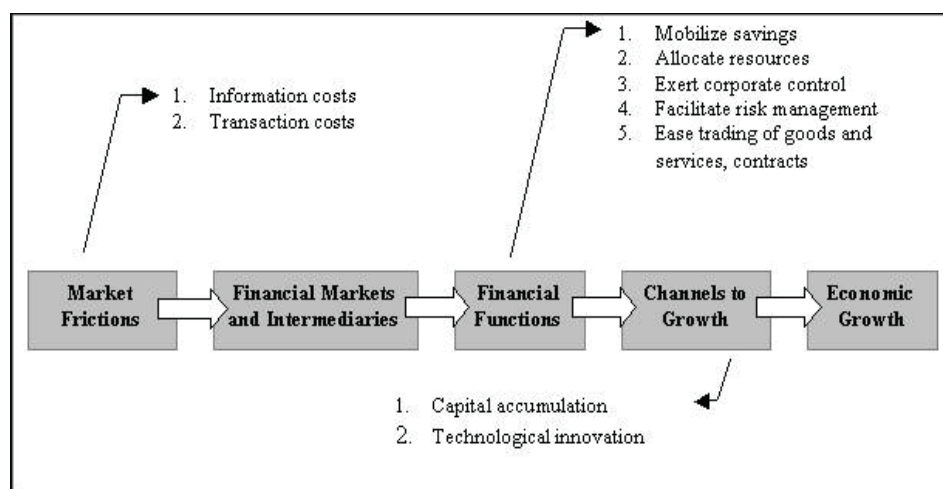 1. Mobilize savings
2. Allocate resources
3. Exert corporate control
4. Facilitate risk management
5. Ease trading of goods and
services, contracts
1. Information costs
2. Transaction costs
Market
Frictions
Financial Markets
and Intermediaries
Financial
Functions
Channels to
Growth
Economic
Growth
1. Capital accumulation
2. Technological innovation